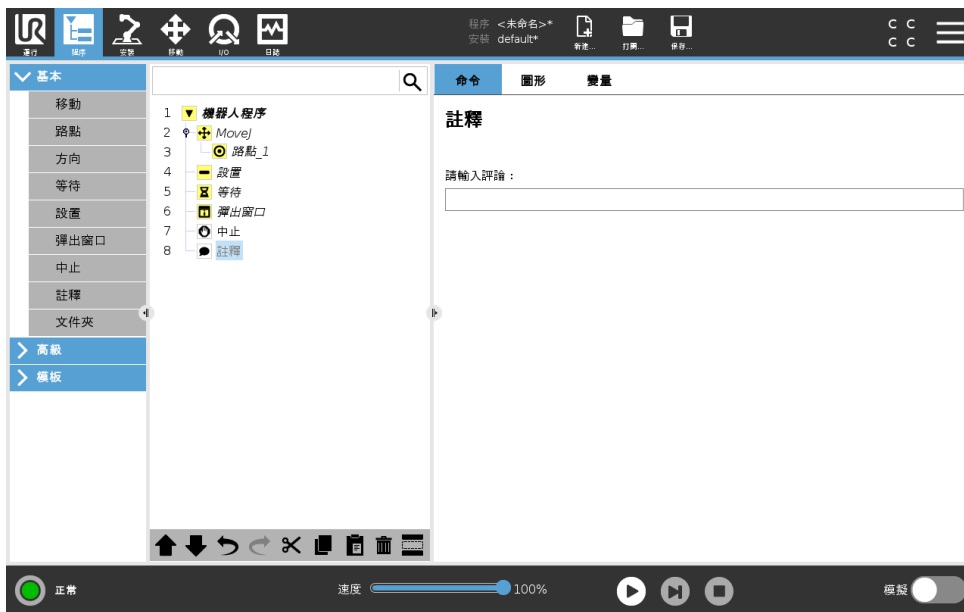 UR
運行
程序
安裝
移動
I/O
日誌
程序 <未命名>*
安裝 default*
新建...
打開...
保存...
C C
C C
基本
移動
路點
方向
等待
設置
彈出窗口
中止
註釋
文件夾
高級
模板
1 機器人程序
2 MoveJ
3 路點_1
4 設置
5 等待
6 彈出窗口
7 中止
8 註釋
命令
圖形
變量
註釋
請輸入評論：
正常
速度
100%
模擬